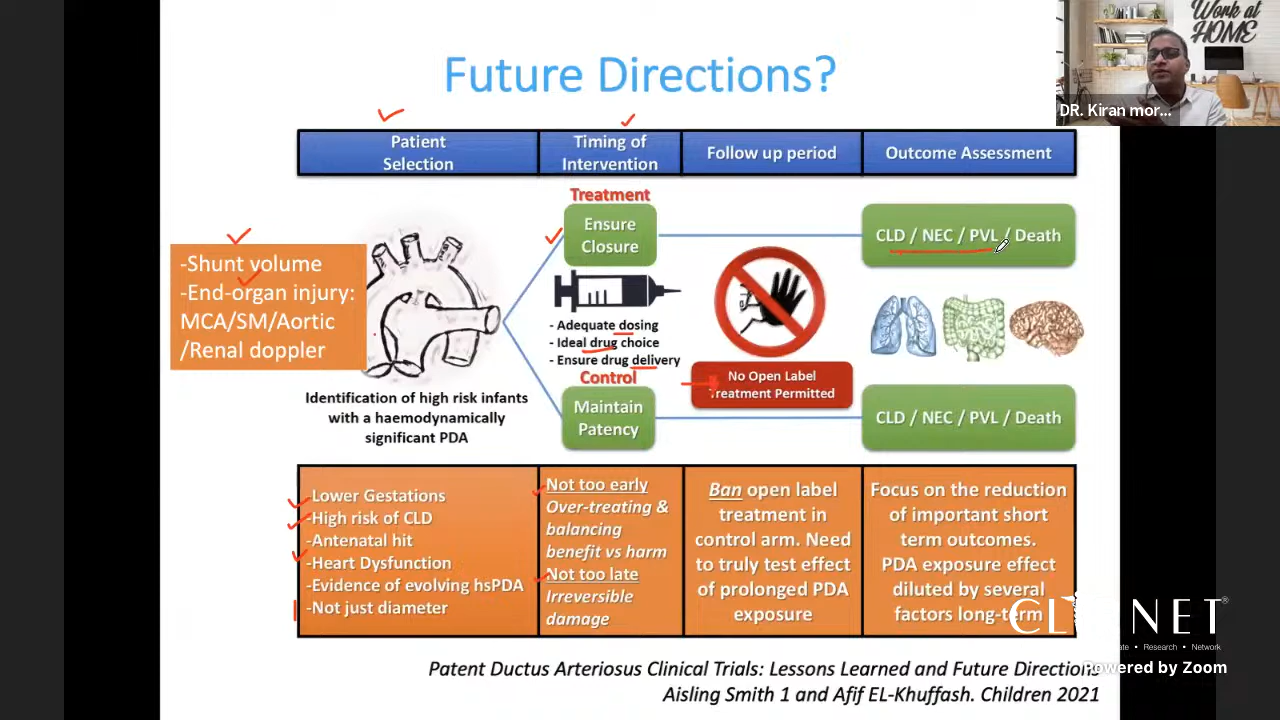 Future Directions?
Work at
HOME
DR. Kiran mor...
Patient
Selection
Timing of
Intervention
Follow up period
Outcome Assessment
-Shunt volume
-End-organ injury:
MCA/SM/Aortic
/Renal doppler
Identification of high risk infants
with a haemodynamically
significant PDA
Treatment
Ensure
Closure
- Adequate dosing
- Ideal drug choice
- Ensure drug delivery
Control
Maintain
Patency
No Open Label
Treatment Permitted
CLD / NEC / PVL / Death
CLD / NEC / PVL / Death
-Lower Gestations
-High risk of CLD
-Antenatal hit
-Heart Dysfunction
-Evidence of evolving hsPDA
-Not just diameter
Not too early
Over-treating &
balancing
benefit vs harm
Not too late
Irreversible
damage
Ban open label
treatment in
control arm. Need
to truly test effect
of prolonged PDA
exposure
Focus on the reduction
of important short
term outcomes.
PDA exposure effect
diluted by several
factors long-term
NET
• Research • Network
Powered by Zoom
Patent Ductus Arteriosus Clinical Trials: Lessons Learned and Future Directions
Aisling Smith 1 and Afif EL-Khuffash. Children 2021